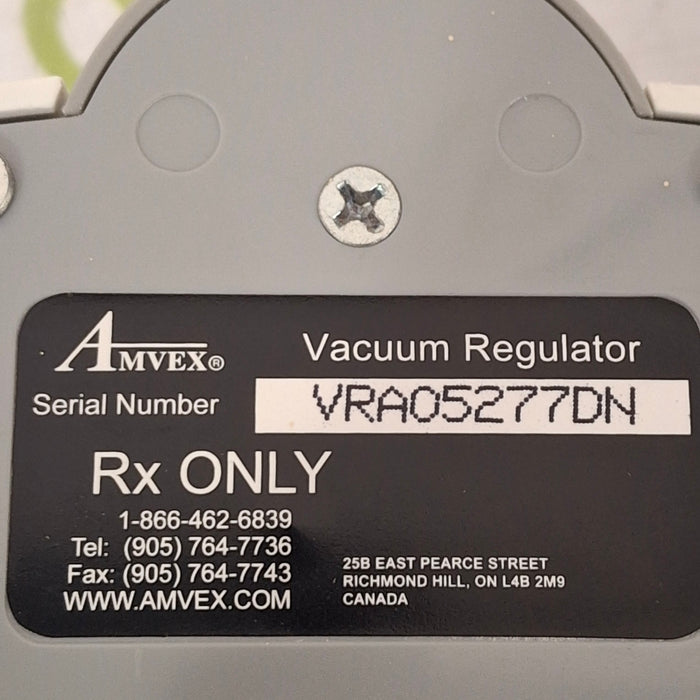 AMVEX®
Vacuum Regulator
Serial Number
VRA05277DN
Rx ONLY
1-866-462-6839
Tel: (905) 764-7736
Fax: (905) 764-7743
WWW.AMVEX.COM
25B EAST PEARCE STREET
RICHMOND HILL, ON L4B 2M9
CANADA